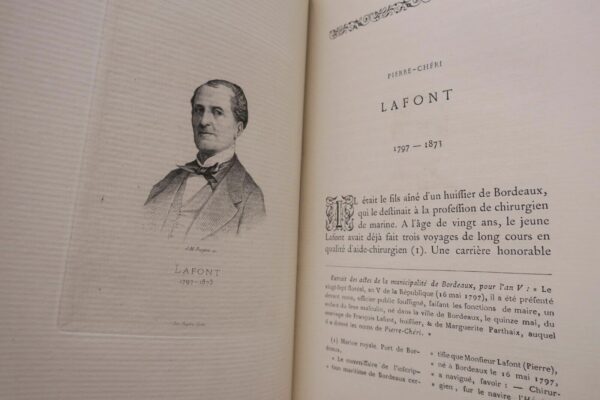 LAFONT
1797–1873
PIERRE-CHÉRI
LAFONT
1797 — 1873
IL était le fils aîné d'un huissier de Bordeaux,
qui le destinait à la profession de chirurgien
de marine. A l'âge de vingt ans, le jeune
Lafont avait déjà fait trois voyages de long cours en
qualité d'aide-chirurgien (1). Une carrière honorable
Extrait des actes de la municipalité de Bordeaux, pour l'an V : « Le
vingt-sept floréal, an V de la République (16 mai 1797), il a été présenté
devant nous, officier public soussigné, faisant les fonctions de maire, un
enfant du sexe masculin, né dans la ville de Bordeaux, le quinze mai, du
mariage de François Lafont, huissier, & de Marguerite Parthaix, auquel
il a donné les noms de Pierre-Chéri. »
(1) Marine royale. Port de Bor-
deaux.
« Le commissaire de l'inscrip-
tion maritime de Bordeaux cer-
« tifie que Monsieur Lafont (Pierre),
« né à Bordeaux le 16 mai 1797,
« a navigué, savoir : — Chirur-
« gien, sur le navire